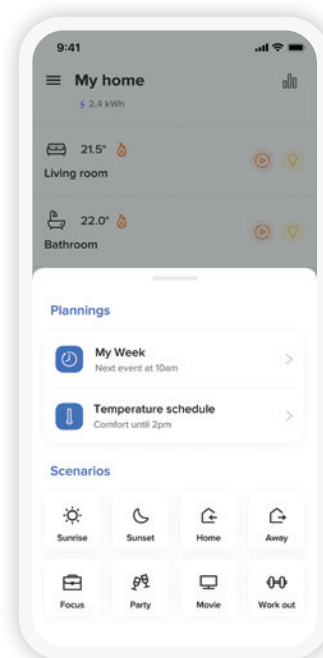 9:41
My home
2.4 kWh
21.5°
Living room
22.0°
Bathroom
Plannings
My Week
Next event at 10am
Temperature schedule
Comfort until 2pm
Scenarios
Sunrise Sunset Home Away
Focus Party Movie Work out